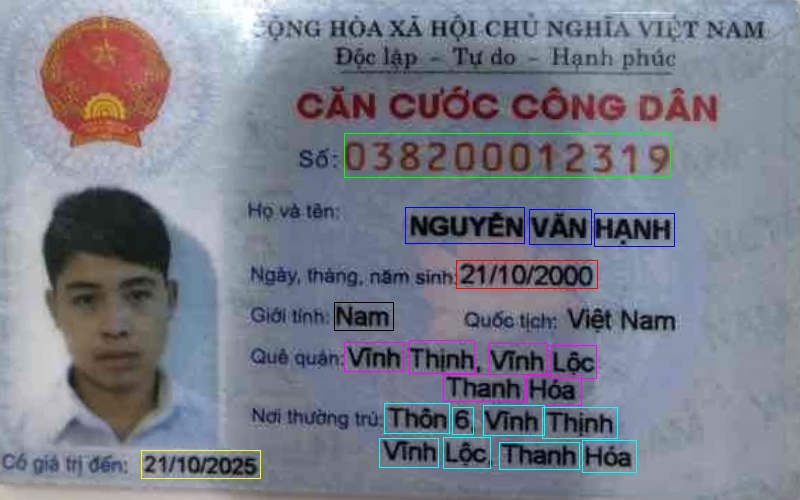 CỘNG HÒA XÃ HỘI CHỦ NGHĨA VIỆT NAM
Độc lập - Tự do - Hạnh phúc
CĂN CƯỚC CÔNG DÂN
Số: 038200012319
Họ và tên: NGUYỄN VĂN HẠNH
Ngày, tháng, năm sinh: 21/10/2000
Giới tính: Nam Quốc tịch: Việt Nam
Quê quán: Vĩnh Thịnh, Vĩnh Lộc
Thanh Hóa
Nơi thường trú: Thôn 6, Vĩnh Thịnh
Vĩnh Lộc, Thanh Hóa
Có giá trị đến: 21/10/2025